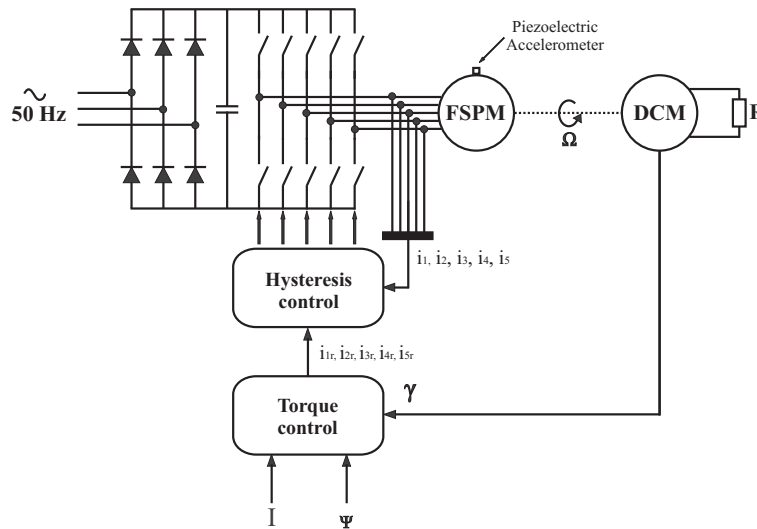 Piezoelectric
Accelerometer
50 Hz
FSPM
Ω
DCM
i1, i2, i3, i4, i5
Hysteresis
control
i1r, i2r, i3r, i4r, i5r
γ
Torque
control
I
Ψ